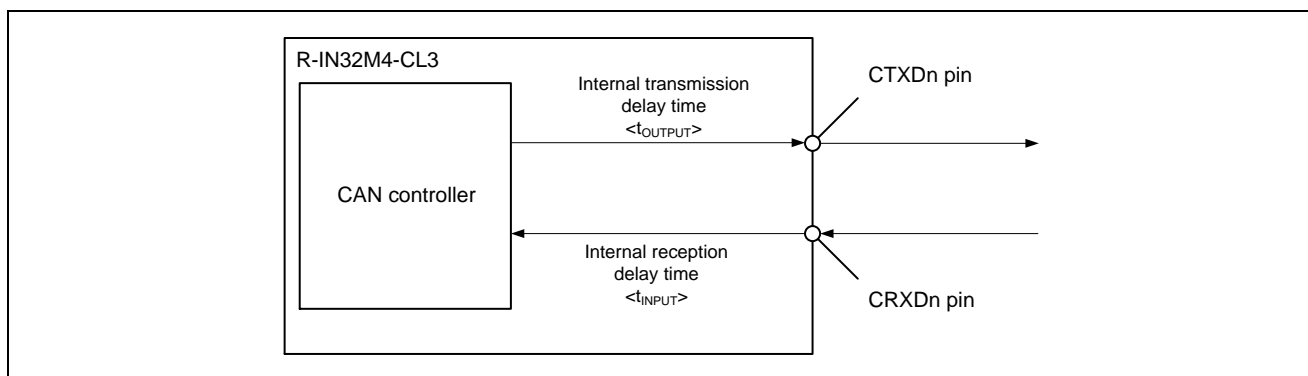 R-IN32M4-CL3
CTXDn pin
Internal transmission
delay time
<tOUTPUT>
CAN controller
Internal reception
delay time
<tINPUT>
CRXDn pin